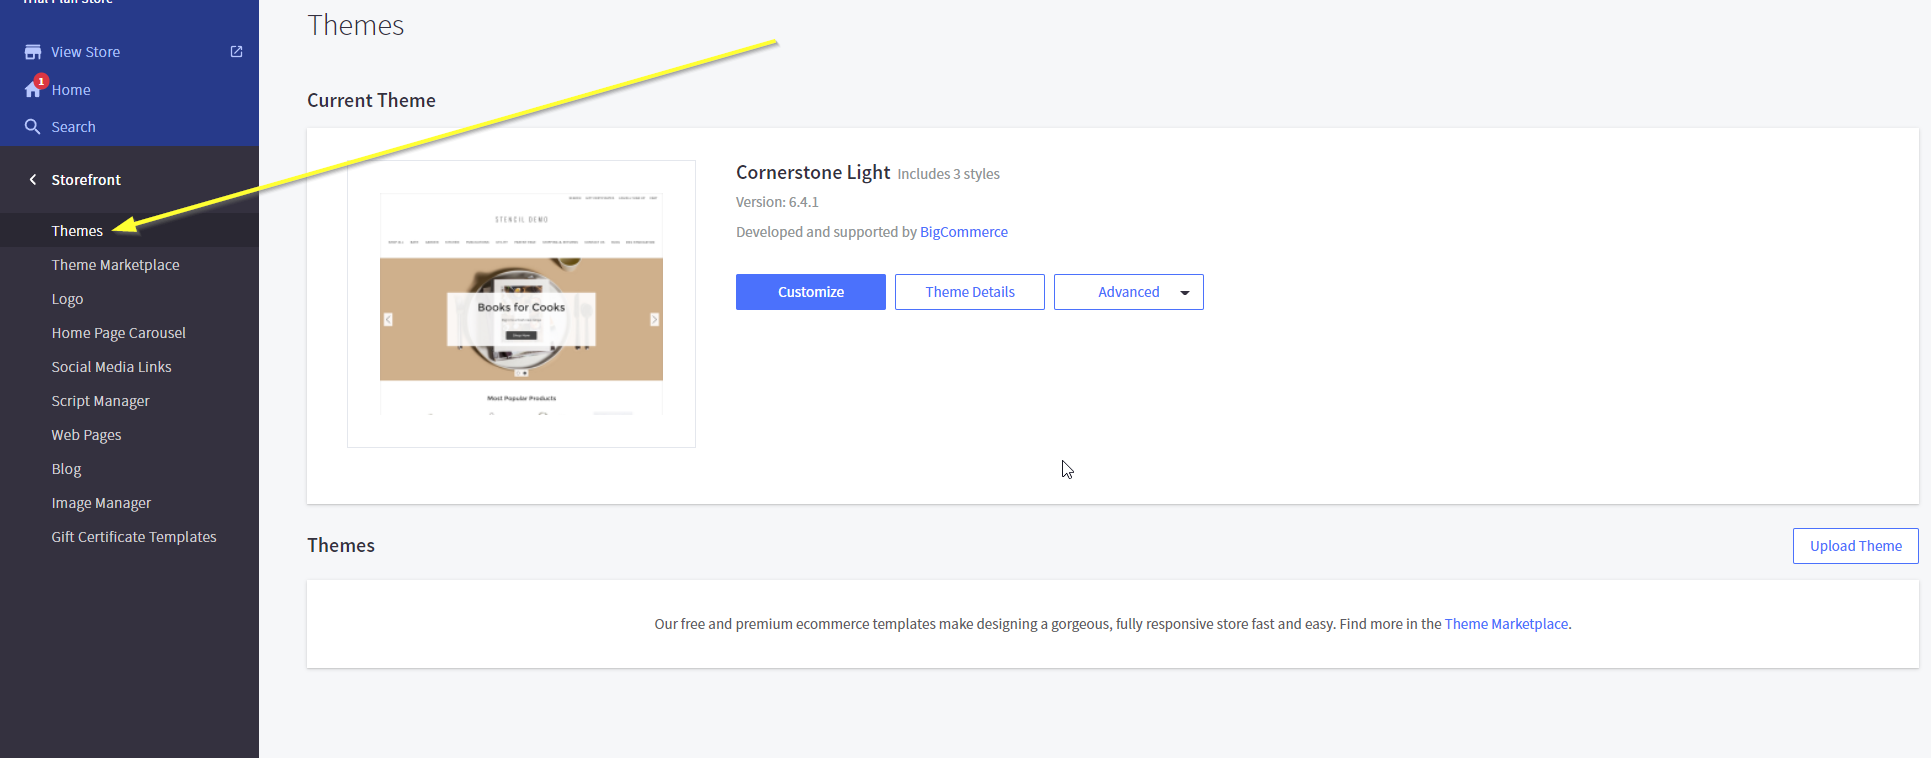 Trial Plan Store
View Store
1
Home
Search
Storefront
Themes
Theme Marketplace
Logo
Home Page Carousel
Social Media Links
Script Manager
Web Pages
Blog
Image Manager
Gift Certificate Templates
Themes
Current Theme
STENCIL DEMO
Books for Cooks
Most Popular Products
Cornerstone Light Includes 3 styles
Version: 6.4.1
Developed and supported by BigCommerce
Customize
Theme Details
Advanced
Themes
Upload Theme
Our free and premium ecommerce templates make designing a gorgeous, fully responsive store fast and easy. Find more in the Theme Marketplace.